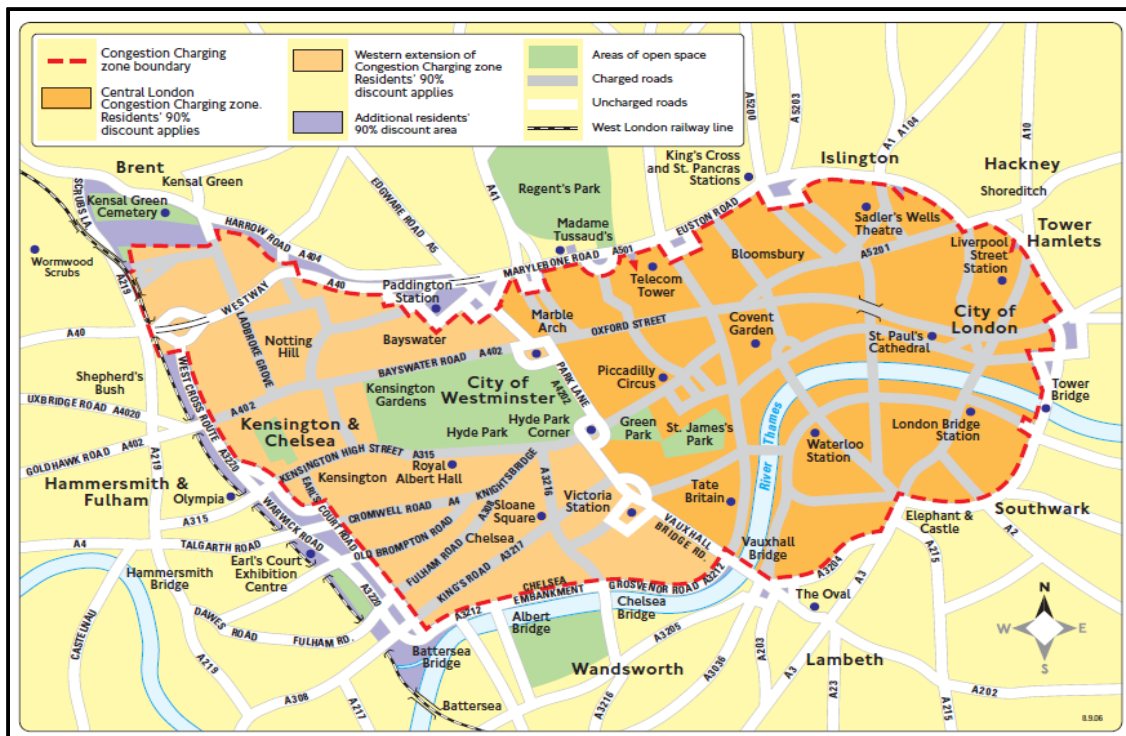 Congestion Charging
zone boundary
Central London
Congestion Charging zone.
Residents' 90%
discount applies
Western extension of
Congestion Charging zone
Residents' 90%
discount applies
Additional residents'
90% discount area
Areas of open space
Charged roads
Uncharged roads
West London railway line
Brent
Kensal Green
Kensal Green
Cemetery
SCRUBS LA.
HARROW ROAD
A404
EDGWARE ROAD
A5
A41
Regent's Park
Madame
Tussaud's
MARYLEBONE ROAD
A501
EUSTON ROAD
King's Cross
and St. Pancras
Stations
A5200
A5203
A1
A104
A10
Islington
Hackney
Shoreditch
Tower
Hamlets
Sadler's Wells
Theatre
Liverpool
Street
Station
Bloomsbury
A5201
Wormwood
Scrubs
A219
WESTWAY
A40
Paddington
Station
Telecom
Tower
City of
London
A40
LADBROKE GROVE
Notting
Hill
Bayswater
Marble
Arch
OXFORD STREET
Covent
Garden
St. Paul's
Cathedral
BAYSWATER ROAD
A402
PARK LANE
A4202
Shepherd's
Bush
WEST CROSS ROUTE
Kensington
Gardens
City of
Westminster
Piccadilly
Circus
Tower
Bridge
UXBRIDGE ROAD A4020
A402
A402
GOLDHAWK ROAD
A219
A3220
Kensington &
Chelsea
Hyde Park
Hyde Park
Corner
Green
Park
St. James's
Park
River Thames
Waterloo
Station
London Bridge
Station
KENSINGTON HIGH STREET
A315
Kensington
Royal
Albert Hall
KNIGHTSBRIDGE
A3216
Hammersmith
& Fulham
Olympia
EARL'S COURT ROAD
CROMWELL ROAD
A4
Sloane
Square
Victoria
Station
Tate
Britain
A315
A4
TALGARTH ROAD
WARWICK ROAD
OLD BROMPTON ROAD
Chelsea
VAUXHALL
BRIDGE RD.
Vauxhall
Bridge
Elephant &
Castle
Southwark
A2
Hammersmith
Bridge
Earl's Court
Exhibition
Centre
FULHAM ROAD
KING'S ROAD
A3217
A3220
CHELSEA
EMBANKMENT
GROSVENOR ROAD
A3212
A3212
A3204
A3
A215
CASTELNAU
DAWES ROAD
FULHAM RD.
Albert
Bridge
Chelsea
Bridge
The Oval
A219
Battersea
Bridge
A3205
A203
Wandsworth
A3036
A3
Lambeth
A23
A202
A308
A217
Battersea
A3216
A215
N
W
E
S
8.9.06